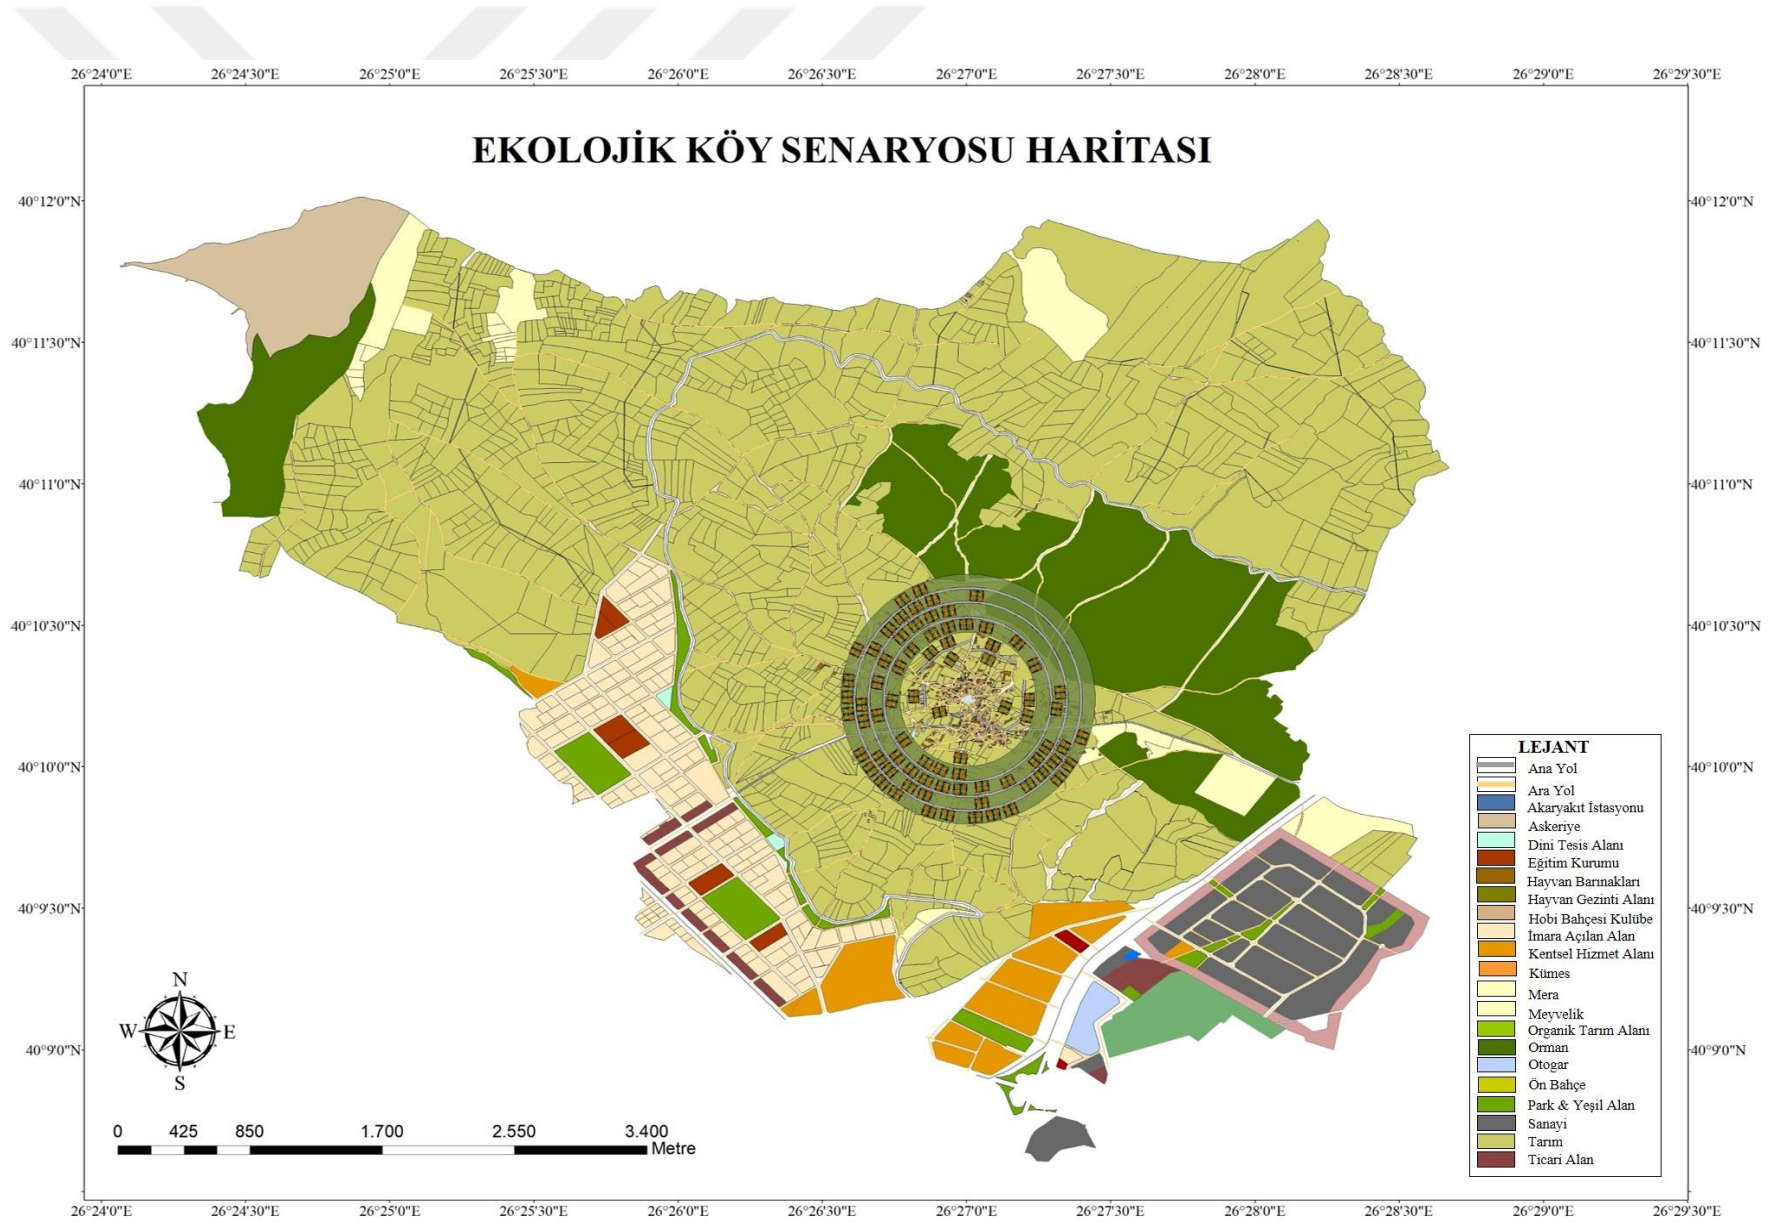 26°24'0"E 26°24'30"E 26°25'0"E 26°25'30"E 26°26'0"E 26°26'30"E 26°27'0"E 26°27'30"E 26°28'0"E 26°28'30"E 26°29'0"E 26°29'30"E
EKOLOJİK KÖY SENARYOSU HARİTASI
40°12'0"N 40°12'0"N
40°11'30"N 40°11'30"N
40°11'0"N 40°11'0"N
40°10'30"N 40°10'30"N
40°10'0"N 40°10'0"N
40°9'30"N 40°9'30"N
40°9'0"N 40°9'0"N
LEJANT
Ana Yol
Ara Yol
Akaryakıt İstasyonu
Askeriye
Dini Tesis Alanı
Eğitim Kurumu
Hayvan Barınakları
Hayvan Gezinti Alanı
Hobi Bahçesi Kulübe
İmara Açılan Alan
Kentsel Hizmet Alanı
Kümes
Mera
Meyvelik
Organik Tarım Alanı
Orman
Otogar
Ön Bahçe
Park & Yeşil Alan
Sanayi
Tarım
Ticari Alan
N
W E
S
0 425 850 1.700 2.550 3.400
Metre
26°24'0"E 26°24'30"E 26°25'0"E 26°25'30"E 26°26'0"E 26°26'30"E 26°27'0"E 26°27'30"E 26°28'0"E 26°28'30"E 26°29'0"E 26°29'30"E